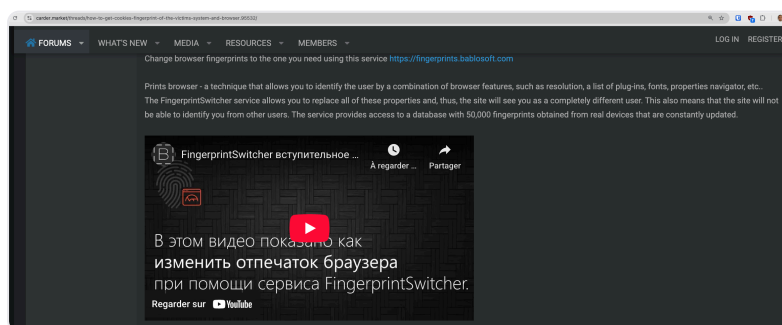 carder.market/threads/how-to-get-cookies-fingerprint-of-the-victims-system-and-browser.95532/
FORUMS WHAT'S NEW MEDIA RESOURCES MEMBERS LOG IN REGISTER
Change browser fingerprints to the one you need using this service https://fingerprints.bablosoft.com
Prints browser - a technique that allows you to identify the user by a combination of browser features, such as resolution, a list of plug-ins, fonts, properties navigator, etc..
The FingerprintSwitcher service allows you to replace all of these properties and, thus, the site will see you as a completely different user. This also means that the site will not
be able to identify you from other users. The service provides access to a database with 50,000 fingerprints obtained from real devices that are constantly updated.
B FingerprintSwitcher вступительное ...
À regarder ... Partager
В этом видео показано как
изменить отпечаток браузера
при помощи сервиса FingerprintSwitcher.
Regarder sur YouTube